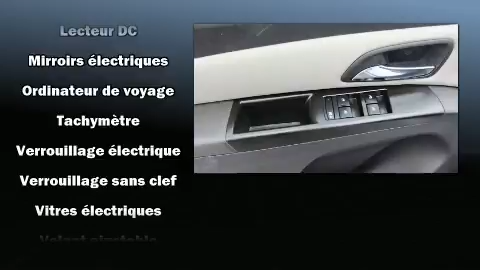 Lecteur DC
Mirroirs électriques
Ordinateur de voyage
Tachymètre
Verrouillage électrique
Verrouillage sans clef
Vitres électriques